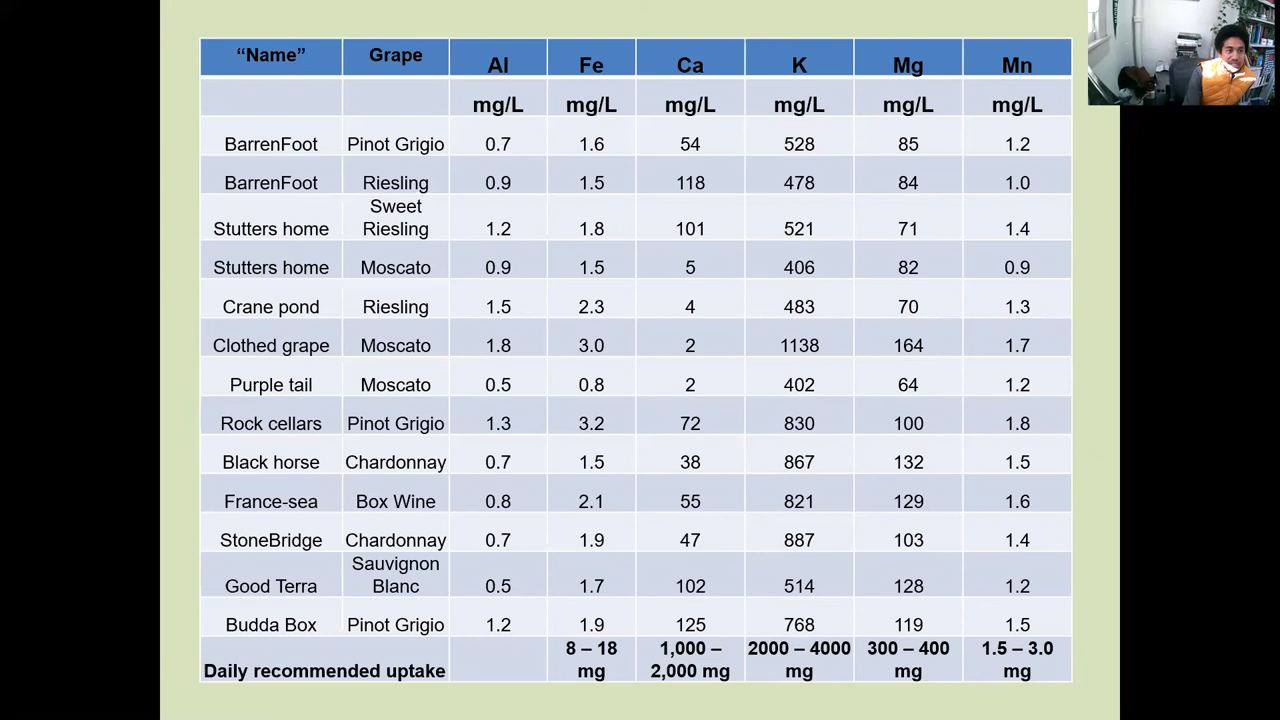 “Name” Grape Al Fe Ca K Mg Mn
mg/L mg/L mg/L mg/L mg/L mg/L
BarrenFoot Pinot Grigio 0.7 1.6 54 528 85 1.2
BarrenFoot Riesling 0.9 1.5 118 478 84 1.0
Stutters home Sweet Riesling 1.2 1.8 101 521 71 1.4
Stutters home Moscato 0.9 1.5 5 406 82 0.9
Crane pond Riesling 1.5 2.3 4 483 70 1.3
Clothed grape Moscato 1.8 3.0 2 1138 164 1.7
Purple tail Moscato 0.5 0.8 2 402 64 1.2
Rock cellars Pinot Grigio 1.3 3.2 72 830 100 1.8
Black horse Chardonnay 0.7 1.5 38 867 132 1.5
France-sea Box Wine 0.8 2.1 55 821 129 1.6
StoneBridge Chardonnay 0.7 1.9 47 887 103 1.4
Good Terra Sauvignon Blanc 0.5 1.7 102 514 128 1.2
Budda Box Pinot Grigio 1.2 1.9 125 768 119 1.5
Daily recommended uptake 8 – 18 mg 1,000 – 2,000 mg 2000 – 4000 mg 300 – 400 mg 1.5 – 3.0 mg